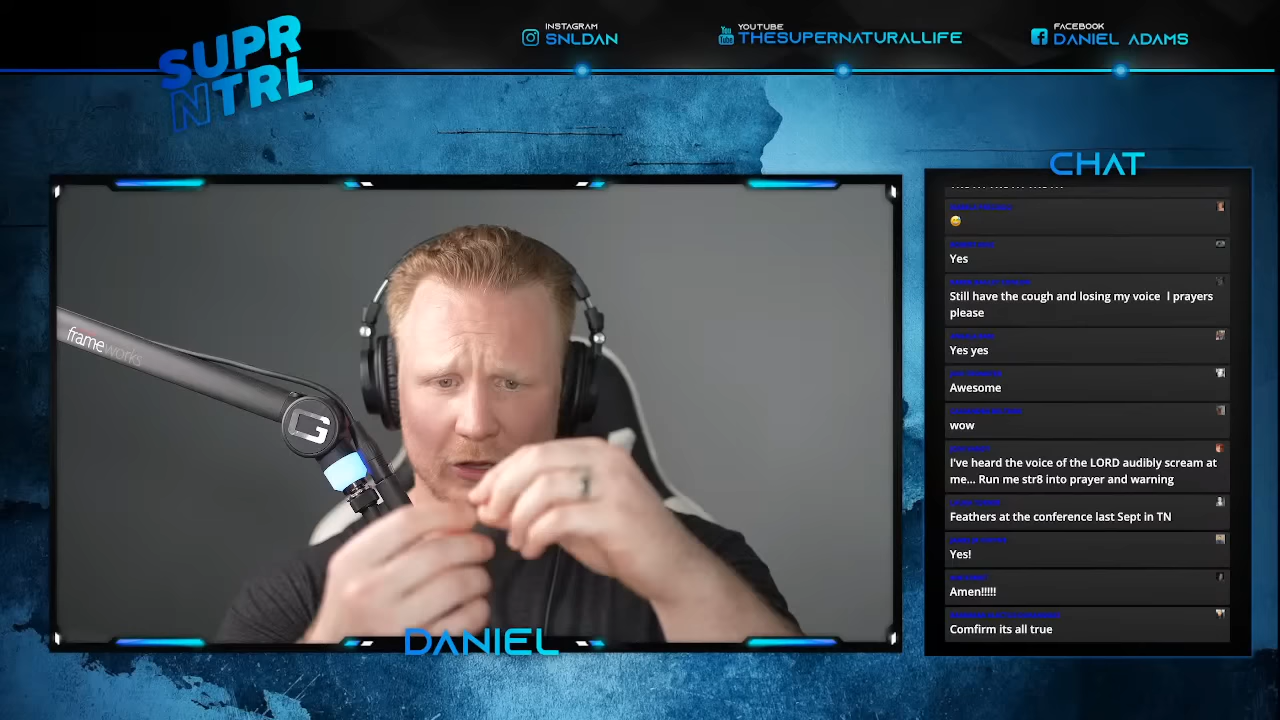 SUPR
NTRL
INSTAGRAM
SNLDAN
YOUTUBE
You
Tube
THESUPERNATURALLIFE
FACEBOOK
DANIEL ADAMS
CHAT
Yes
Still have the cough and losing my voice I prayers
please
Yes yes
Awesome
wow
I've heard the voice of the LORD audibly scream at
me... Run me str8 into prayer and warning
Feathers at the conference last Sept in TN
Yes!
Amen!!!!!
Comfirm its all true
frameworks
G
DANIEL